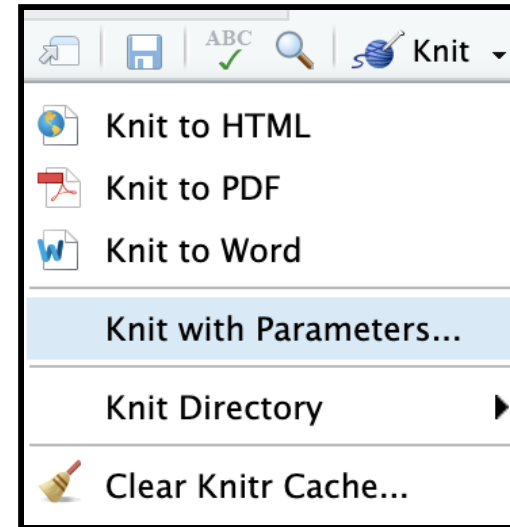 ABC Knit
Knit to HTML
Knit to PDF
W Knit to Word
Knit with Parameters...
Knit Directory
Clear Knitr Cache...